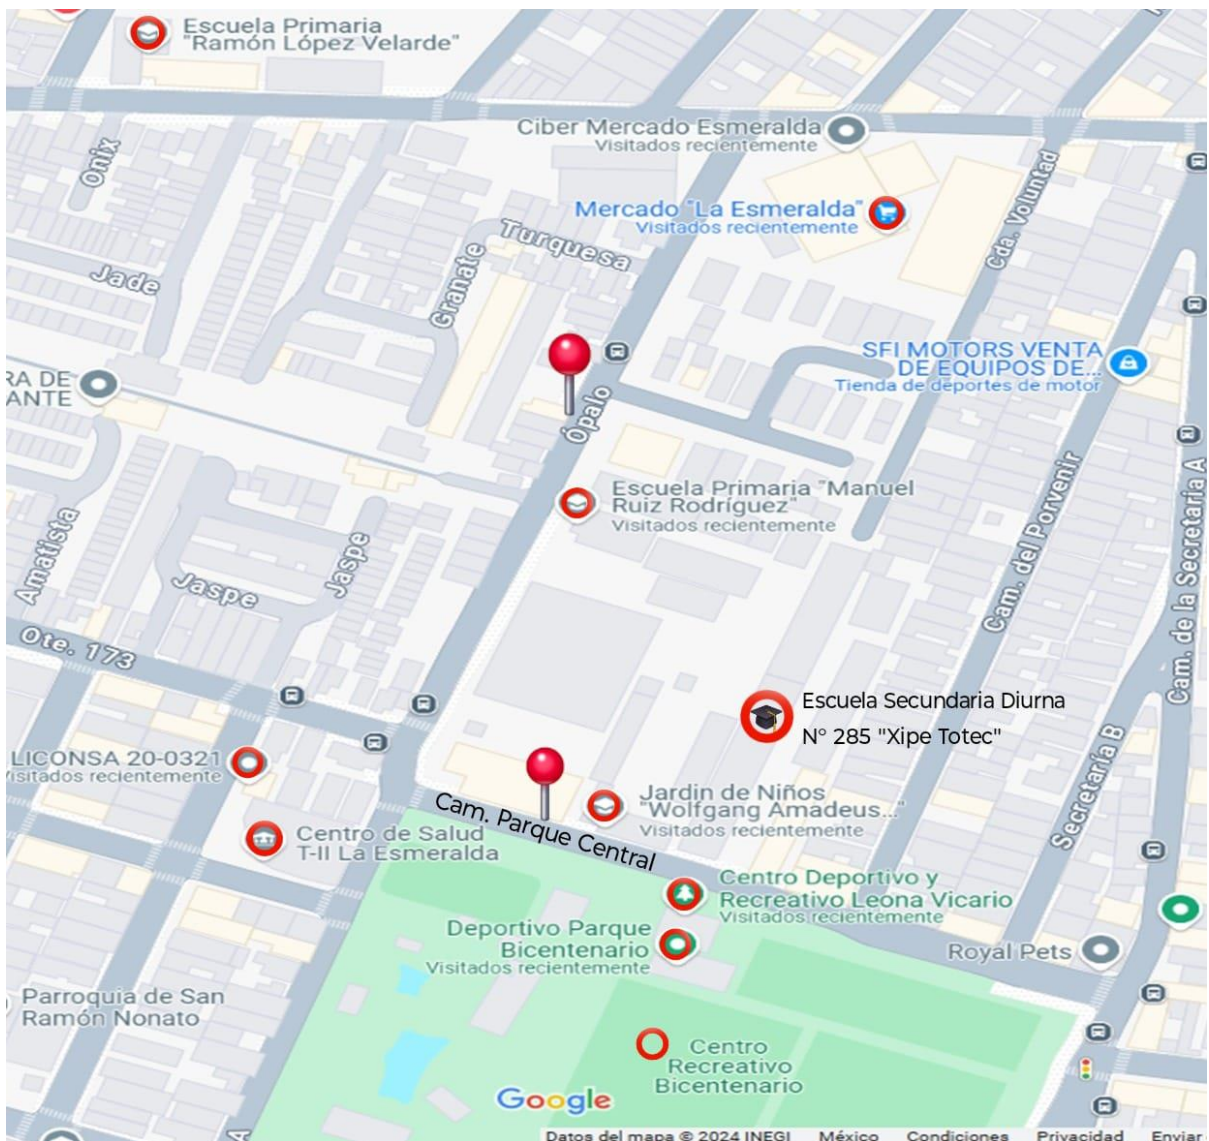 Escuela Primaria
"Ramón López Velarde"
Ciber Mercado Esmeralda
Visitados recientemente
Onix
Cda. Voluntad
Mercado "La Esmeralda"
Visitados recientemente
Turquesa
Granate
Jade
SFI MOTORS VENTA
DE EQUIPOS DE...
Tienda de deportes de motor
RA DE
ANTE
Ópalo
Escuela Primaria "Manuel
Ruiz Rodríguez"
Visitados recientemente
Amatista
Jaspe
Jaspe
Cam. del Porvenir
Cam. de la Secretaria A
Ote. 173
Escuela Secundaria Diurna
N° 285 "Xipe Totec"
LICONSA 20-0321
Visitados recientemente
Secretaría B
Jardin de Niños
"Wolfgang Amadeus..."
Visitados recientemente
Cam. Parque Central
Centro de Salud
T-II La Esmeralda
Centro Deportivo y
Recreativo Leona Vicario
Visitados recientemente
Deportivo Parque
Bicentenario
Visitados recientemente
Royal Pets
Parroquia de San
Ramón Nonato
Centro
Recreativo
Bicentenario
Google
Datos del mapa © 2024 INEGI México Condiciones Privacidad Enviar